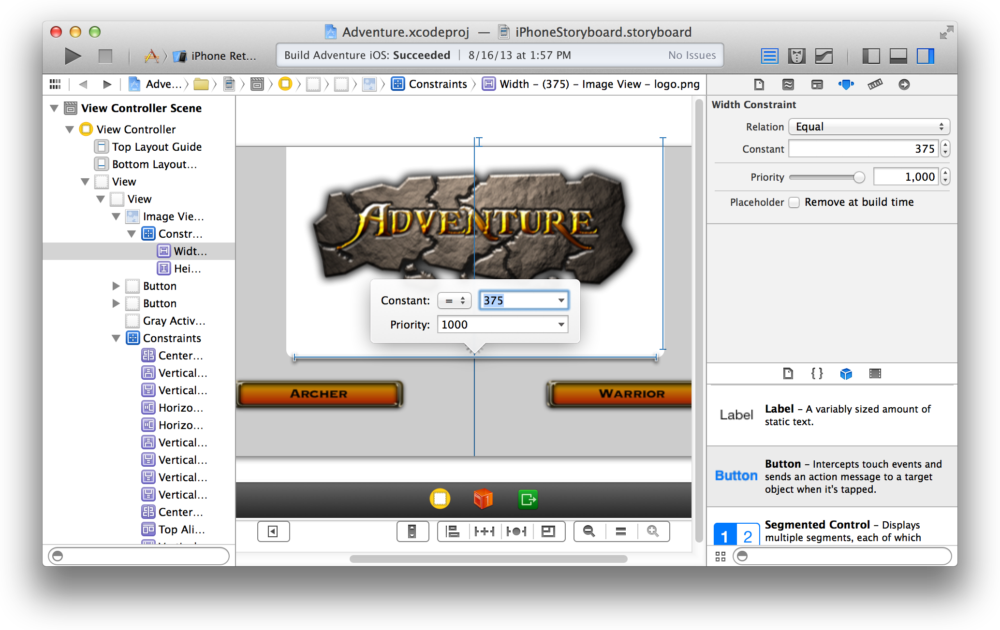 Adventure.xcodeproj — iPhoneStoryboard.storyboard
iPhone Ret...
Build Adventure iOS: Succeeded | 8/16/13 at 1:57 PM
No Issues
Adve...
Constraints
Width – (375) – Image View – logo.png
View Controller Scene
View Controller
Top Layout Guide
Bottom Layout...
View
View
Image Vie...
Constr...
Widt...
Hei...
Button
Button
Gray Activ...
Constraints
Center...
Vertical...
Vertical...
Horizo...
Horizo...
Vertical...
Vertical...
Vertical...
Vertical...
Center...
Top Ali...
ADVENTURE
Constant: = 375
Priority: 1000
ARCHER
WARRIOR
1
Width Constraint
Relation Equal
Constant 375
Priority 1,000
Placeholder Remove at build time
{ }
Label
Label – A variably sized amount of
static text.
Button
Button – Intercepts touch events and
sends an action message to a target
object when it's tapped.
1 2
Segmented Control – Displays
multiple segments, each of which